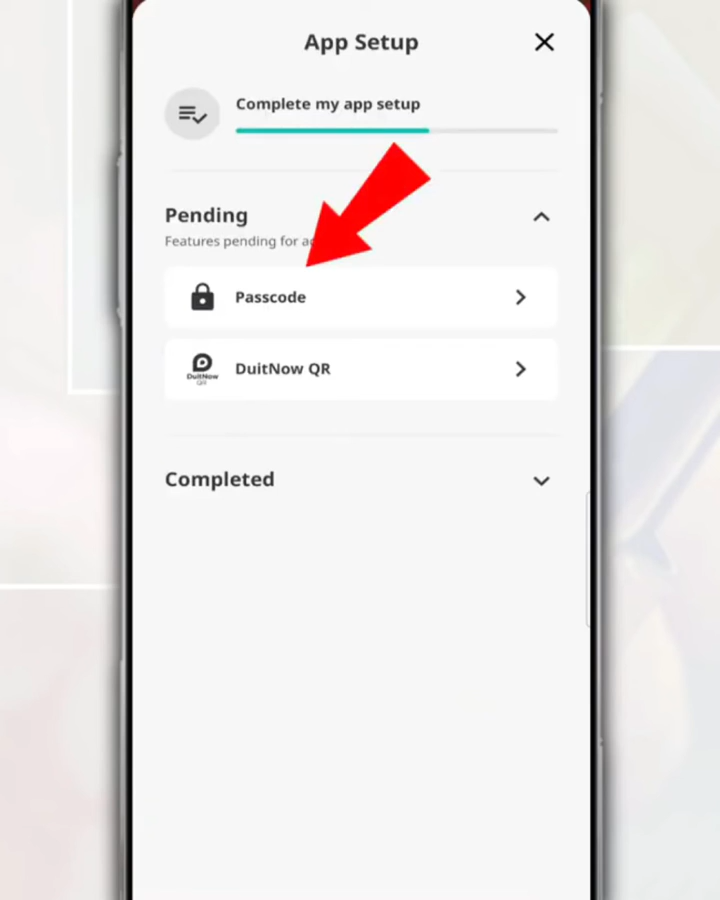 App Setup
Complete my app setup
Pending
Features pending for
Passcode
DuitNow
QR
DuitNow QR
Completed